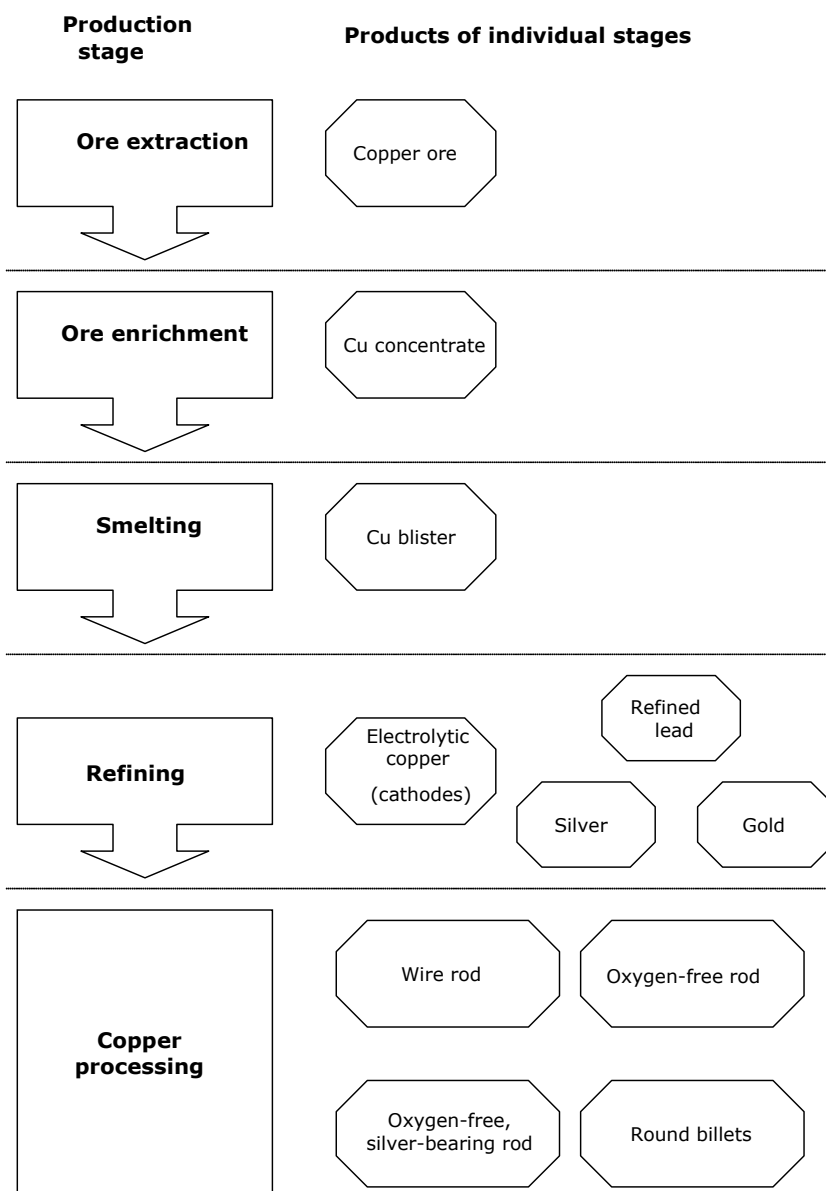 Production
stage
Products of individual stages
Ore extraction
Copper ore
Ore enrichment
Cu concentrate
Smelting
Cu blister
Refining
Electrolytic
copper
(cathodes)
Refined
lead
Silver
Gold
Copper
processing
Wire rod
Oxygen-free rod
Oxygen-free,
silver-bearing rod
Round billets